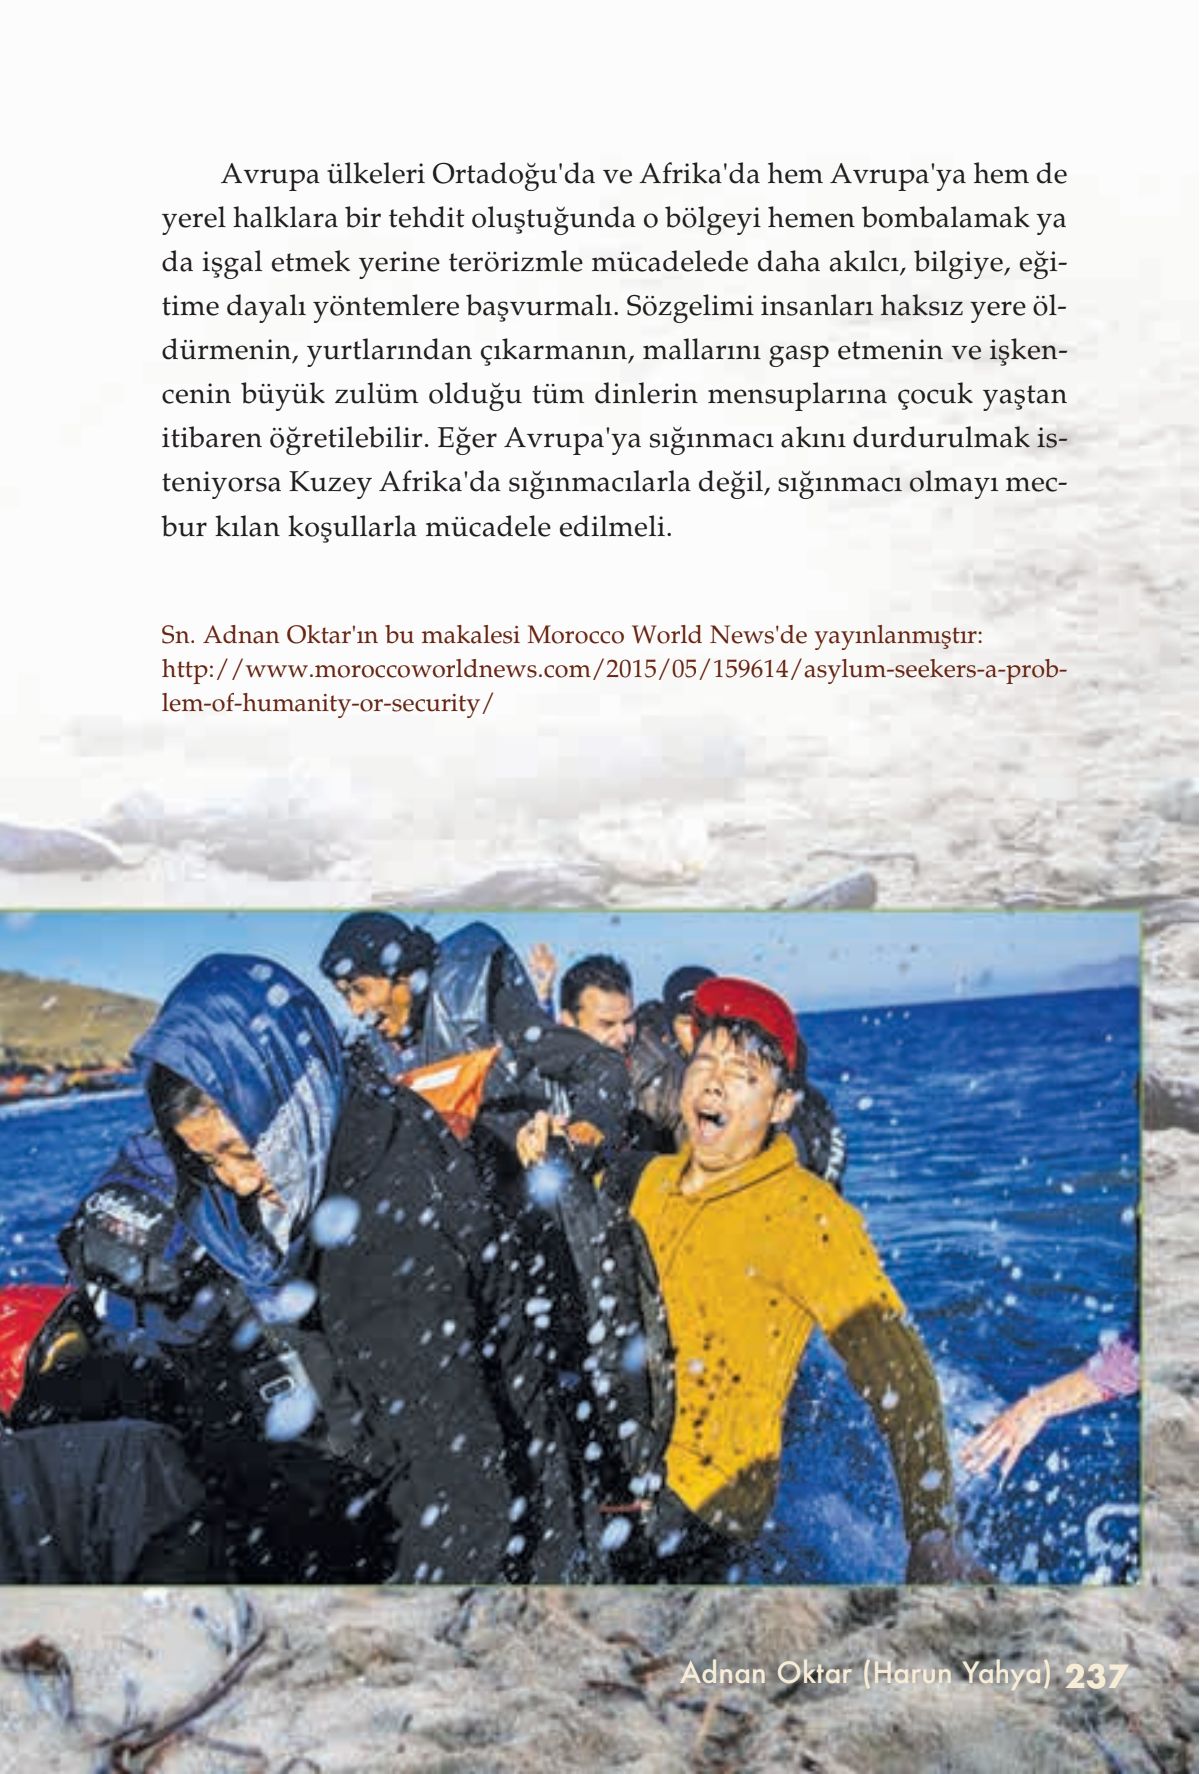 Avrupa ülkeleri Ortadoğu'da ve Afrika'da hem Avrupa'ya hem de
yerel halklara bir tehdit oluştuğunda o bölgeyi hemen bombalamak ya
da işgal etmek yerine terörizmle mücadelede daha akılcı, bilgiye, eği-
time dayalı yöntemlere başvurmalı. Sözgelimi insanları haksız yere öl-
dürmenin, yurtlarından çıkarmanın, mallarını gasp etmenin ve işken-
cenin büyük zulüm olduğu tüm dinlerin mensuplarına çocuk yaştan
itibaren öğretilebilir. Eğer Avrupa'ya sığınmacı akını durdurulmak is-
teniyorsa Kuzey Afrika'da sığınmacılarla değil, sığınmacı olmayı mec-
bur kılan koşullarla mücadele edilmeli.
Sn. Adnan Oktar'ın bu makalesi Morocco World News'de yayınlanmıştır:
http://www.moroccoworldnews.com/2015/05/159614/asylum-seekers-a-prob-
lem-of-humanity-or-security/
Adnan Oktar (Harun Yahya) 237